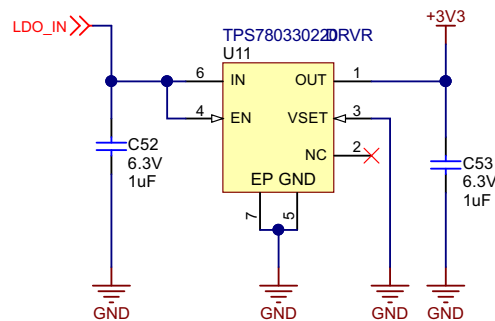 LDO_IN
+3V3
TPS780330220DRVR
U11
6 IN OUT 1
4 EN VSET 3
NC 2
EP GND
7 5
C52
6.3V
1uF
C53
6.3V
1uF
GND GND GND GND